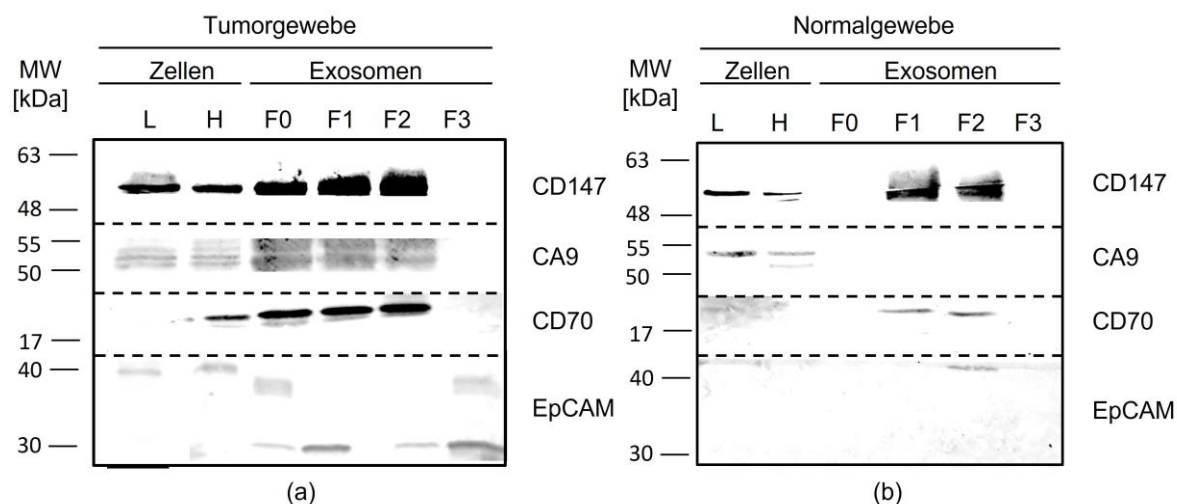 Tumorgewebe
Zellen Exosomen
MW
[kDa]
L H F0 F1 F2 F3
63
48
CD147
55
50
CA9
17
CD70
40
30
EpCAM
(a)
Normalgewebe
Zellen Exosomen
MW
[kDa]
L H F0 F1 F2 F3
63
48
CD147
55
50
CA9
17
CD70
40
30
EpCAM
(b)